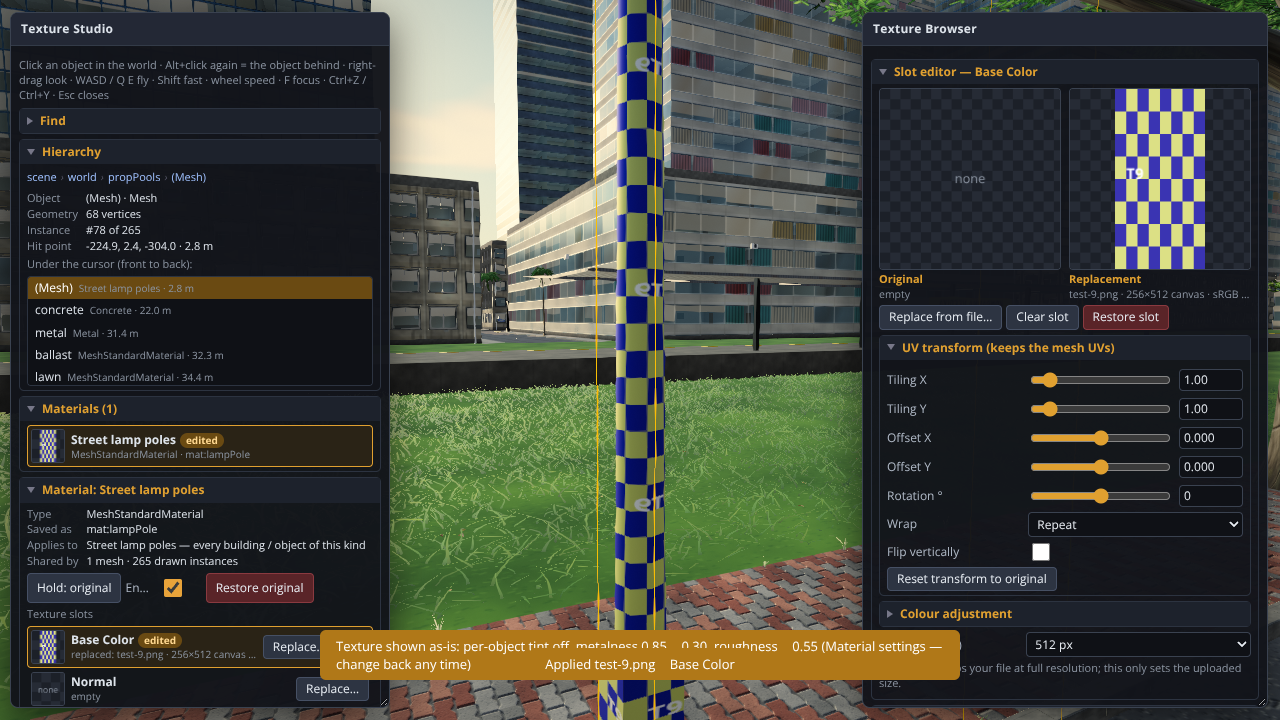 Texture Studio
Click an object in the world · Alt+click again = the object behind · right-
drag look · WASD / Q E fly · Shift fast · wheel speed · F focus · Ctrl+Z /
Ctrl+Y · Esc closes
Find
Hierarchy
scene › world › propPools › (Mesh)
Object (Mesh) · Mesh
Geometry 68 vertices
Instance #78 of 265
Hit point -224.9, 2.4, -304.0 · 2.8 m
Under the cursor (front to back):
(Mesh) Street lamp poles · 2.8 m
concrete Concrete · 22.0 m
metal Metal · 31.4 m
ballast MeshStandardMaterial · 32.3 m
lawn MeshStandardMaterial · 34.4 m
Materials (1)
Street lamp poles edited
MeshStandardMaterial · mat:lampPole
Material: Street lamp poles
Type MeshStandardMaterial
Saved as mat:lampPole
Applies to Street lamp poles — every building / object of this kind
Shared by 1 mesh · 265 drawn instances
Hold: original En... Restore original
Texture slots
Base Color edited
replaced: test-9.png · 256×512 canvas ...
Replace...
Normal
empty
Replace...
Texture shown as-is: per-object tint off, metalness 0.85 0.30, roughness 0.55 (Material settings —
change back any time) Applied test-9.png Base Color
T9
T9
T9
T9
Texture Browser
Slot editor — Base Color
none
T9
Original
empty
Replacement
test-9.png · 256×512 canvas · sRGB ...
Replace from file... Clear slot Restore slot
UV transform (keeps the mesh UVs)
Tiling X 1.00
Tiling Y 1.00
Offset X 0.000
Offset Y 0.000
Rotation ° 0
Wrap Repeat
Flip vertically
Reset transform to original
Colour adjustment
512 px
your file at full resolution; this only sets the uploaded
size.